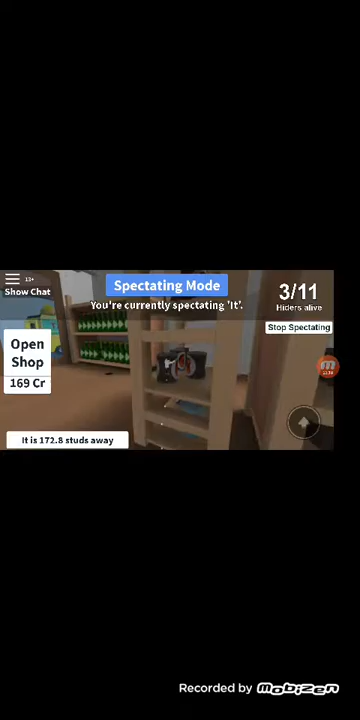 Spectating Mode
You're currently spectating 'It'.
13+
Show Chat
3/11
Hiders alive
Stop Spectating
Open
Shop
169 Cr
It is 172.8 studs away
Recorded by Mobizen